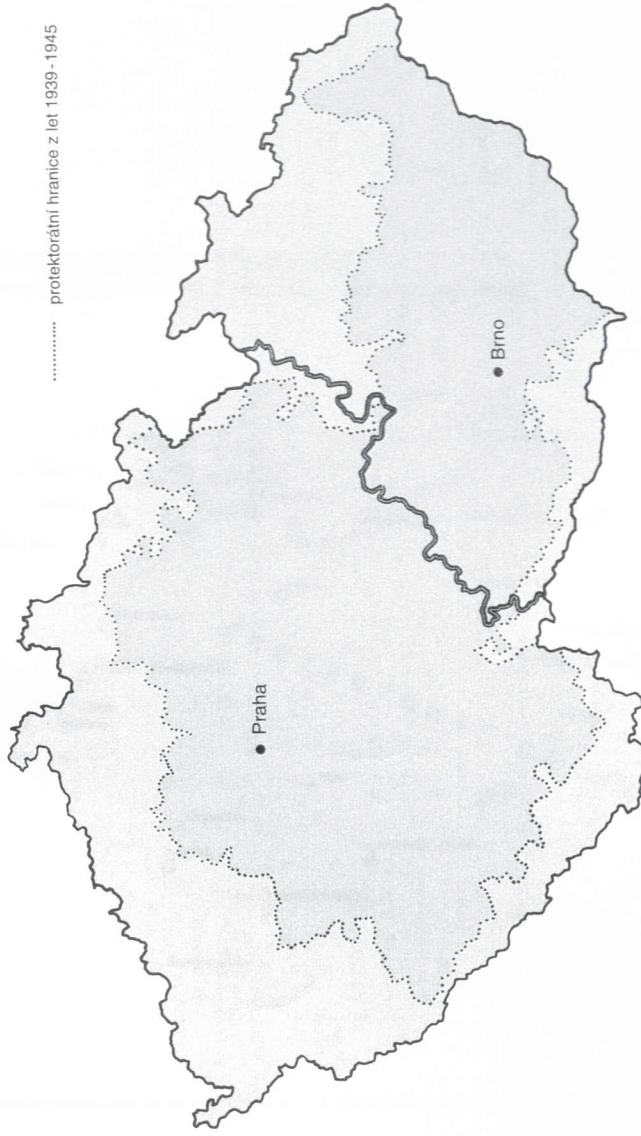 ............... protektorátní hranice z let 1939-1945
Praha
Brno